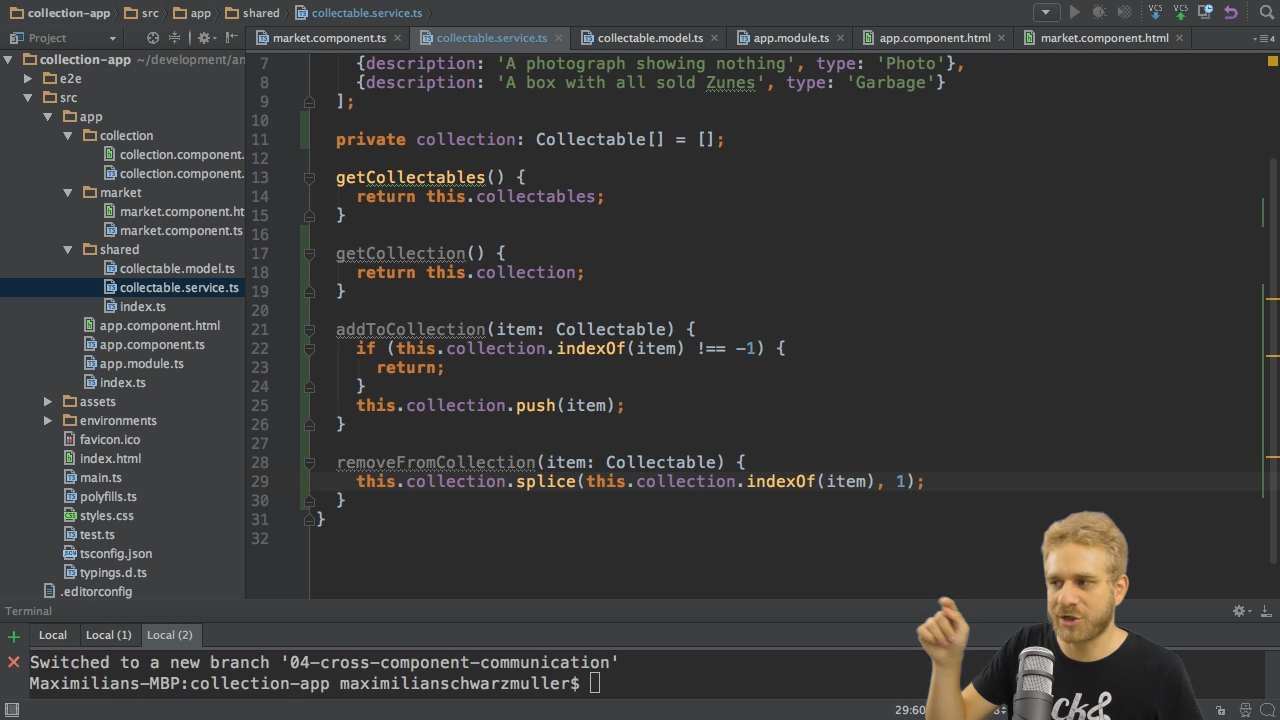 collection-app src app shared collectable.service.ts
Project
market.component.ts collectable.service.ts collectable.model.ts app.module.ts app.component.html market.component.html
collection-app ~/development/an
e2e
src
app
collection
collection.component.
collection.component.
market
market.component.ht
market.component.ts
shared
collectable.model.ts
collectable.service.ts
index.ts
app.component.html
app.component.ts
app.module.ts
index.ts
assets
environments
favicon.ico
index.html
main.ts
polyfills.ts
styles.css
test.ts
tsconfig.json
typings.d.ts
.editorconfig
7 {description: 'A photograph showing nothing', type: 'Photo'},
8 {description: 'A box with all sold Zunes', type: 'Garbage'}
9 ];
10
11 private collection: Collectable[] = [];
12
13 getCollectables() {
14 return this.collectables;
15 }
16
17 getCollection() {
18 return this.collection;
19 }
20
21 addToCollection(item: Collectable) {
22 if (this.collection.indexOf(item) !== -1) {
23 return;
24 }
25 this.collection.push(item);
26 }
27
28 removeFromCollection(item: Collectable) {
29 this.collection.splice(this.collection.indexOf(item), 1);
30 }
31 }
32
Terminal
Local Local (1) Local (2)
Switched to a new branch '04-cross-component-communication'
Maximilians-MBP:collection-app maximilianschwarzmuller$
29:60
VCS VCS